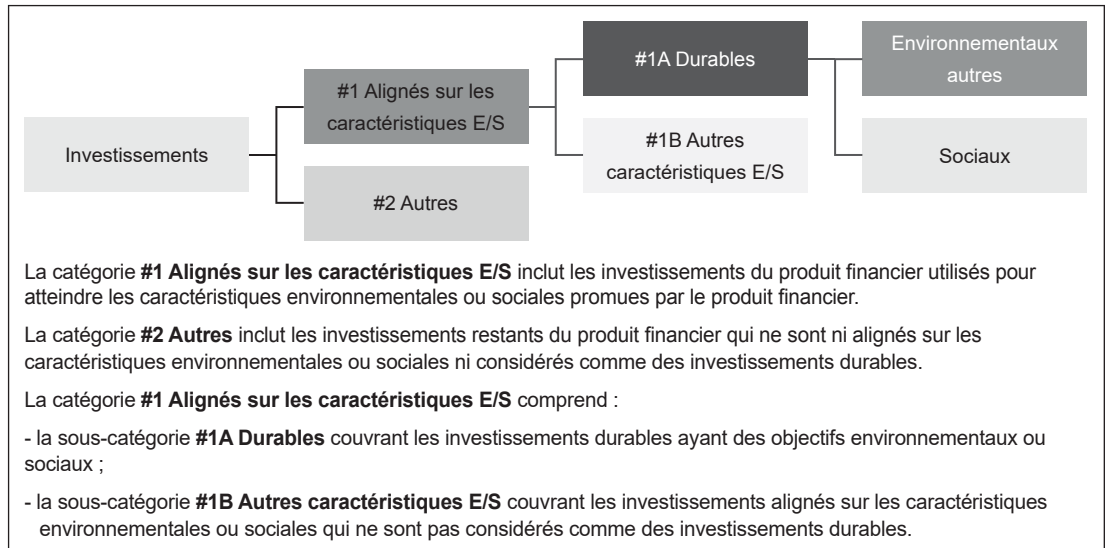 Investissements
#1 Alignés sur les
caractéristiques E/S
#2 Autres
#1A Durables
#1B Autres
caractéristiques E/S
Environnementaux
autres
Sociaux
La catégorie #1 Alignés sur les caractéristiques E/S inclut les investissements du produit financier utilisés pour
atteindre les caractéristiques environnementales ou sociales promues par le produit financier.
La catégorie #2 Autres inclut les investissements restants du produit financier qui ne sont ni alignés sur les
caractéristiques environnementales ou sociales ni considérés comme des investissements durables.
La catégorie #1 Alignés sur les caractéristiques E/S comprend :
- la sous-catégorie #1A Durables couvrant les investissements durables ayant des objectifs environnementaux ou
sociaux ;
- la sous-catégorie #1B Autres caractéristiques E/S couvrant les investissements alignés sur les caractéristiques
environnementales ou sociales qui ne sont pas considérés comme des investissements durables.